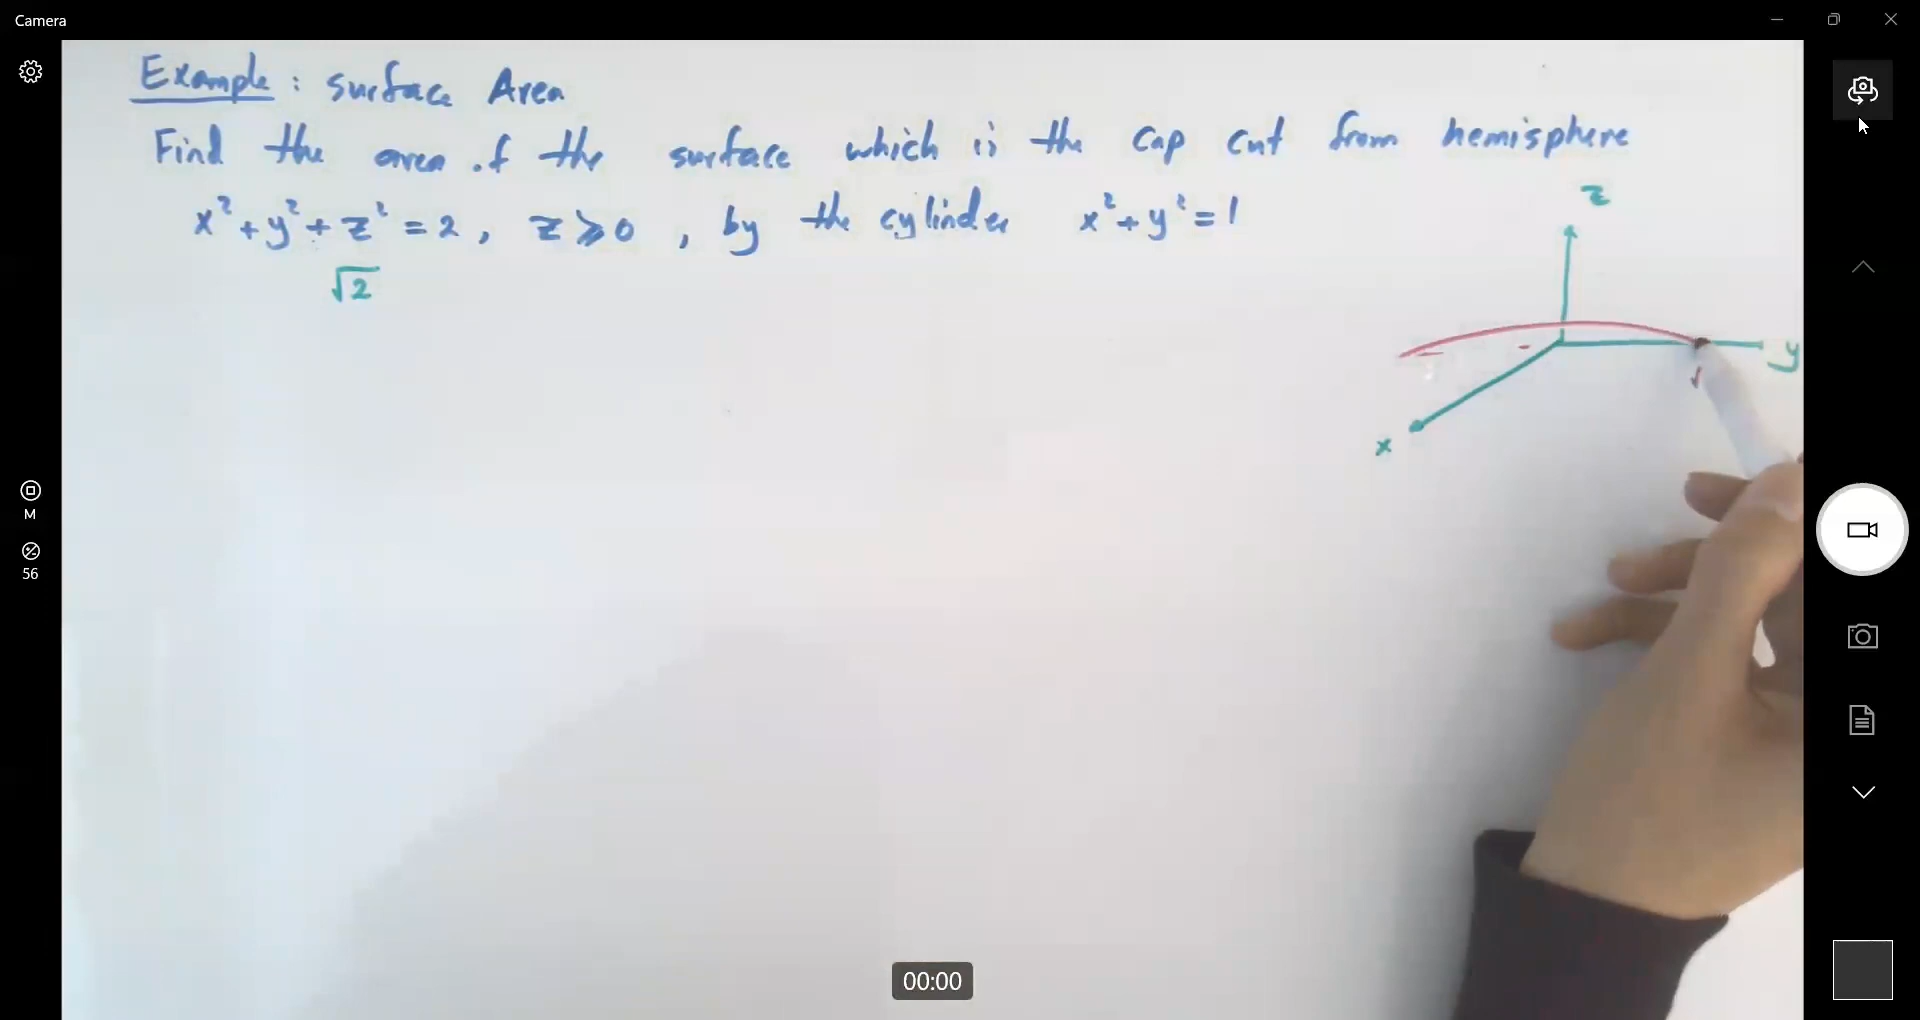 Camera
Example : surface Area
Find the area of the surface which is the cap cut from hemisphere
x² + y² + z² = 2 , z ≥ 0 , by the cylinder x² + y² = 1
√2
z
y
1
x
M
56
00:00